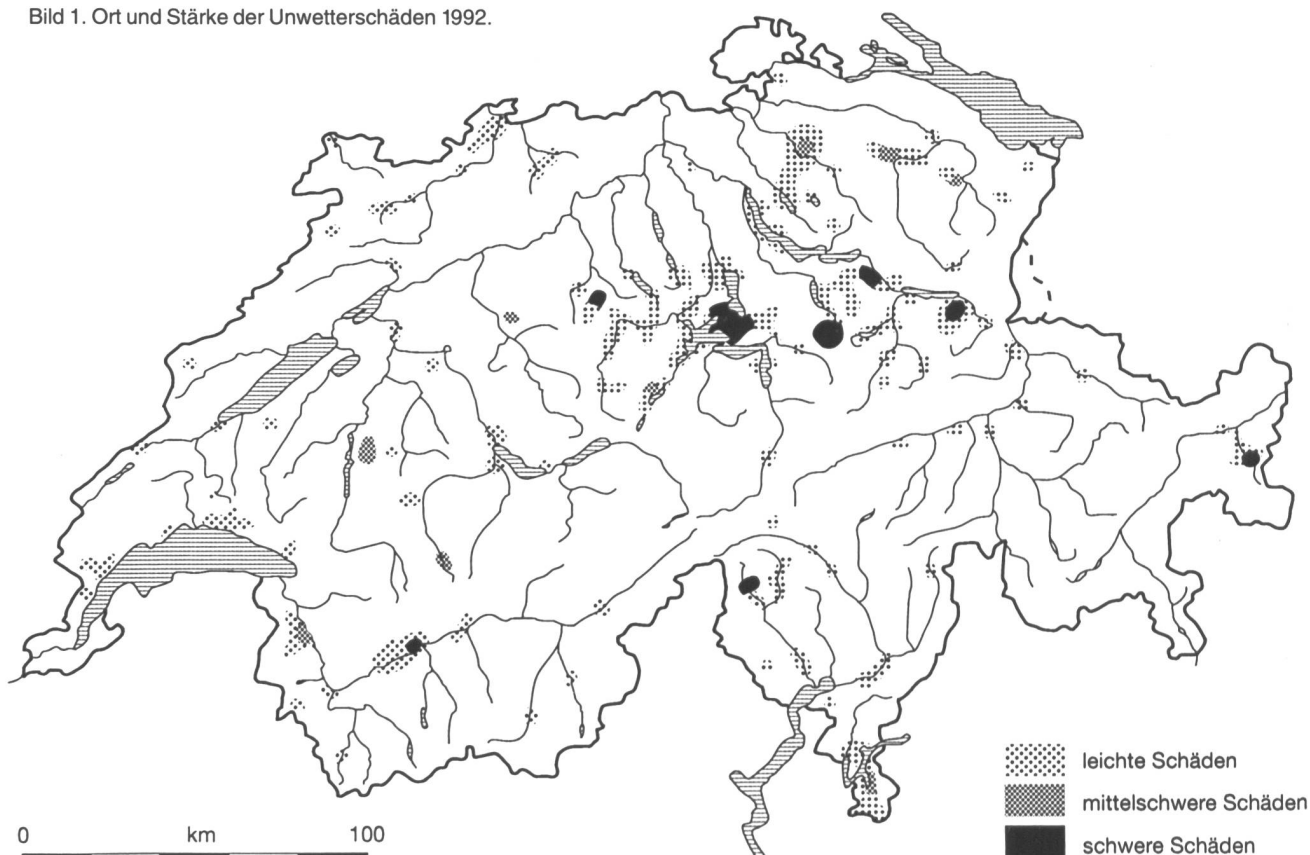 Bild 1. Ort und Stärke der Unwetterschäden 1992.
leichte Schäden
mittelschwere Schäden
schwere Schäden
0 km 100